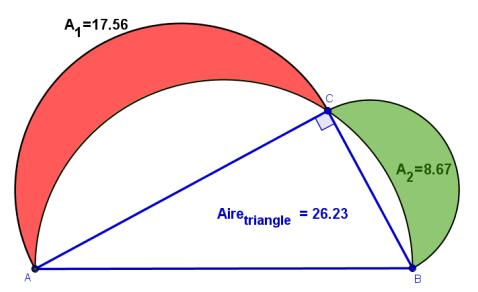 A1=17.56
C
A2=8.67
Airetriangle = 26.23
A
B